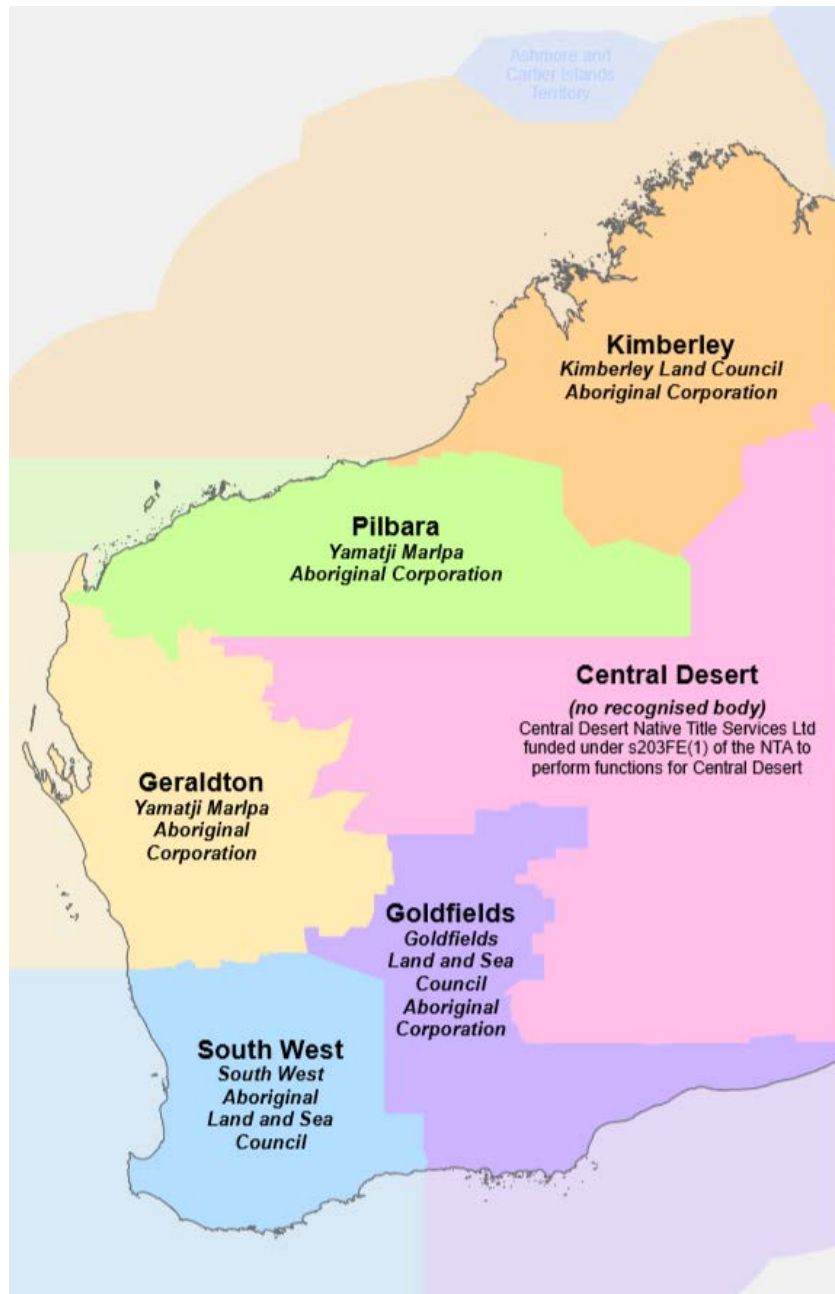 Ashmore and
Cartier Islands
Territory
Kimberley
Kimberley Land Council
Aboriginal Corporation
Pilbara
Yamatji Marlpa
Aboriginal Corporation
Central Desert
(no recognised body)
Central Desert Native Title Services Ltd
funded under s203FE(1) of the NTA to
perform functions for Central Desert
Geraldton
Yamatji Marlpa
Aboriginal
Corporation
Goldfields
Goldfields
Land and Sea
Council
Aboriginal
Corporation
South West
South West
Aboriginal
Land and Sea
Council